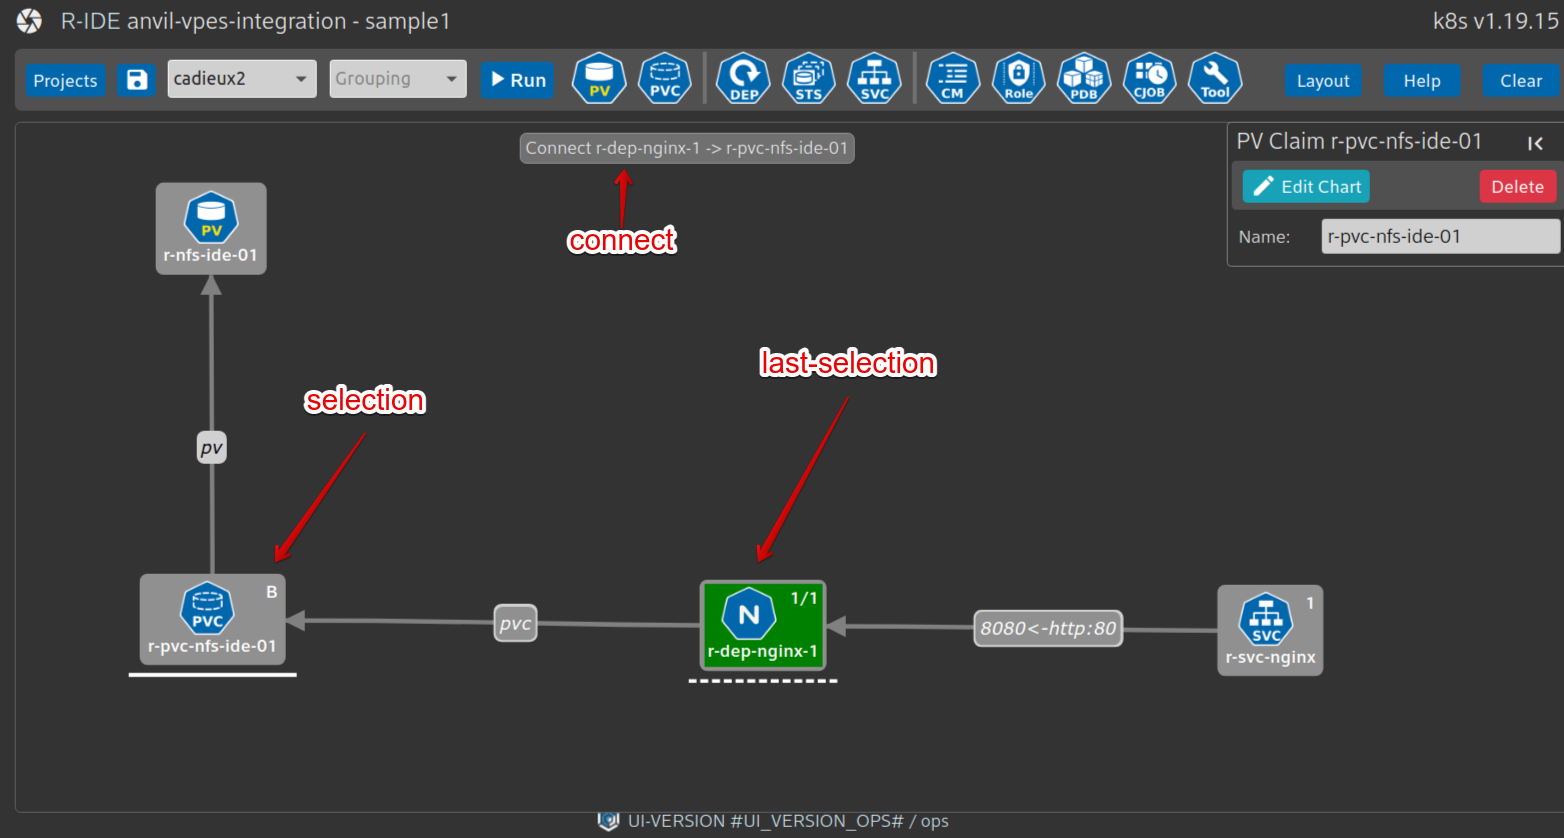 R-IDE anvil-vpes-integration - sample1
k8s v1.19.15
Projects
cadieux2
Grouping
Run
PV
PVC
DEP
STS
SVC
CM
Role
PDB
CJOB
Tool
Layout
Help
Clear
Connect r-dep-nginx-1 -> r-pvc-nfs-ide-01
connect
PV Claim r-pvc-nfs-ide-01
Edit Chart
Delete
Name:
r-pvc-nfs-ide-01
PV
r-nfs-ide-01
last-selection
selection
pv
B
PVC
r-pvc-nfs-ide-01
pvc
1/1
N
r-dep-nginx-1
8080<-http:80
1
SVC
r-svc-nginx
UI-VERSION #UI_VERSION_OPS# / ops